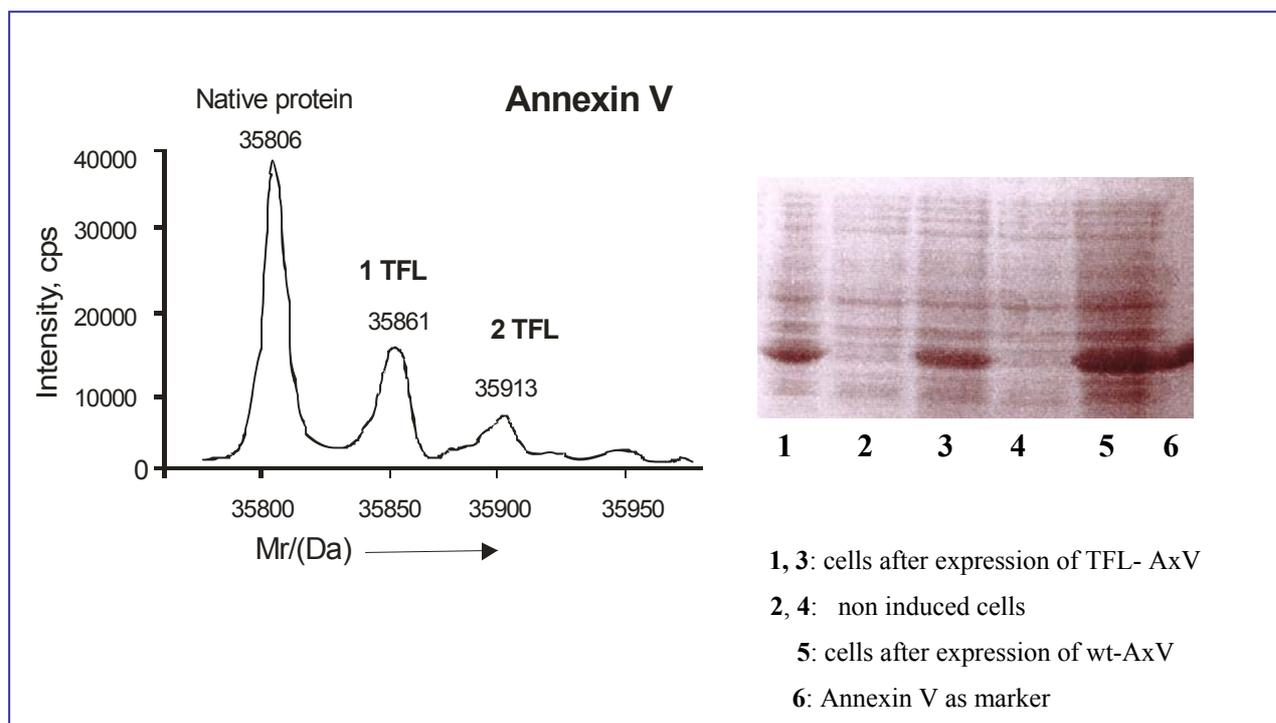 Native protein
Annexin V
35806
40000
30000
1 TFL
35861
20000
2 TFL
35913
10000
0
Intensity, cps
35800 35850 35900 35950
Mr/(Da)
1 2 3 4 5 6
1, 3: cells after expression of TFL- AxV
2, 4: non induced cells
5: cells after expression of wt-AxV
6: Annexin V as marker